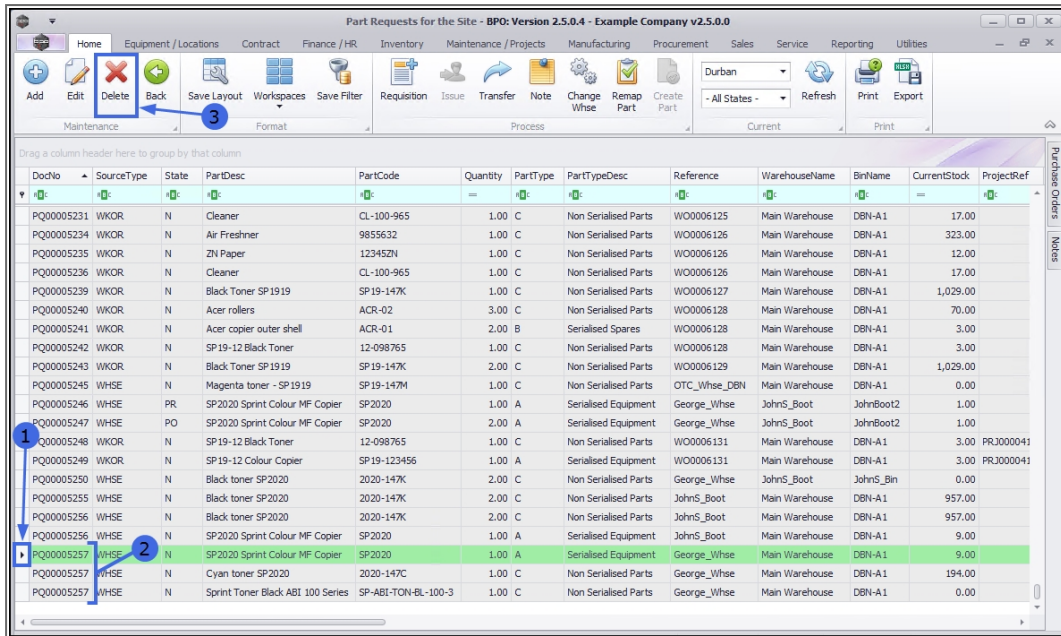 Part Requests for the Site - BPO: Version 2.5.0.4 - Example Company v2.5.0.0
Home Equipment / Locations Contract Finance / HR Inventory Maintenance / Projects Manufacturing Procurement Sales Service Reporting Utilities
Add Edit Delete Back Save Layout Workspaces Save Filter Requisition Issue Transfer Note Change Whse Remap Part Create Part Durban - All States - Refresh Print Export
3
Maintenance Format Process Current Print
Drag a column header here to group by that column
DocNo SourceType State PartDesc PartCode Quantity PartType PartTypeDesc Reference WarehouseName BinName CurrentStock ProjectRef
PQ00005231 WKOR N Cleaner CL-100-965 1.00 C Non Serialised Parts WO0006125 Main Warehouse DBN-A1 17.00
PQ00005234 WKOR N Air Freshner 9855632 1.00 C Non Serialised Parts WO0006126 Main Warehouse DBN-A1 323.00
PQ00005235 WKOR N ZN Paper 12345ZN 1.00 C Non Serialised Parts WO0006126 Main Warehouse DBN-A1 12.00
PQ00005236 WKOR N Cleaner CL-100-965 1.00 C Non Serialised Parts WO0006126 Main Warehouse DBN-A1 17.00
PQ00005239 WKOR N Black Toner SP1919 SP19-147K 1.00 C Non Serialised Parts WO0006127 Main Warehouse DBN-A1 1,029.00
PQ00005240 WKOR N Acer rollers ACR-02 3.00 C Non Serialised Parts WO0006128 Main Warehouse DBN-A1 70.00
PQ00005241 WKOR N Acer copier outer shell ACR-01 2.00 B Serialised Spares WO0006128 Main Warehouse DBN-A1 3.00
PQ00005242 WKOR N SP19-12 Black Toner 12-098765 1.00 C Non Serialised Parts WO0006128 Main Warehouse DBN-A1 3.00
PQ00005243 WKOR N Black Toner SP1919 SP19-147K 2.00 C Non Serialised Parts WO0006129 Main Warehouse DBN-A1 1,029.00
PQ00005245 WHSE N Magenta toner - SP1919 SP19-147M 1.00 C Non Serialised Parts OTC_Whse_DBN Main Warehouse DBN-A1 0.00
PQ00005246 WHSE PR SP2020 Sprint Colour MF Copier SP2020 1.00 A Serialised Equipment George_Whse JohnS_Boot JohnBoot2 1.00
PQ00005247 WHSE PO SP2020 Sprint Colour MF Copier SP2020 2.00 A Serialised Equipment George_Whse JohnS_Boot JohnBoot2 1.00
1
PQ00005248 WKOR N SP19-12 Black Toner 12-098765 1.00 C Non Serialised Parts WO0006131 Main Warehouse DBN-A1 3.00 PRJ000041
PQ00005249 WKOR N SP19-12 Colour Copier SP19-123456 1.00 A Serialised Equipment WO0006131 Main Warehouse DBN-A1 3.00 PRJ000041
PQ00005250 WHSE N Black toner SP2020 2020-147K 2.00 C Non Serialised Parts George_Whse JohnS_Boot JohnS_Bin 0.00
PQ00005255 WHSE N Black toner SP2020 2020-147K 2.00 C Non Serialised Parts JohnS_Boot Main Warehouse DBN-A1 957.00
PQ00005256 WHSE N Black toner SP2020 2020-147K 2.00 C Non Serialised Parts JohnS_Boot Main Warehouse DBN-A1 957.00
PQ00005256 WHSE N SP2020 Sprint Colour MF Copier SP2020 1.00 A Serialised Equipment JohnS_Boot Main Warehouse DBN-A1 9.00
PQ00005257 WHSE N SP2020 Sprint Colour MF Copier SP2020 1.00 A Serialised Equipment George_Whse Main Warehouse DBN-A1 9.00
2
PQ00005257 WHSE N Cyan toner SP2020 2020-147C 1.00 C Non Serialised Parts George_Whse Main Warehouse DBN-A1 194.00
PQ00005257 WHSE N Sprint Toner Black ABI 100 Series SP-ABI-TON-BL-100-3 1.00 C Non Serialised Parts George_Whse Main Warehouse DBN-A1 0.00
Purchase Orders
Notes